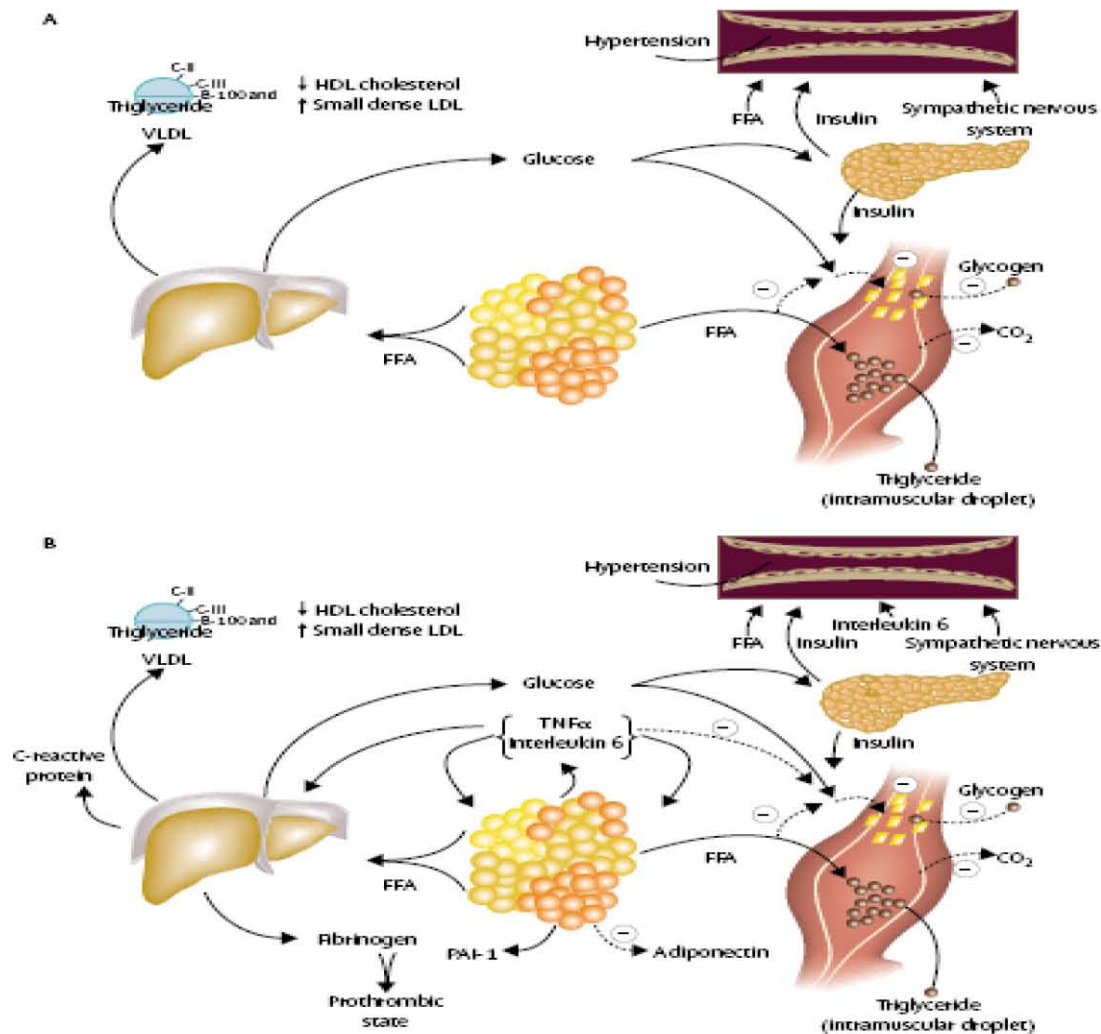 A
Hypertension
C-II
C-III
B-100 and
Triglyceride
VLDL
↓ HDL cholesterol
↑ Small dense LDL
FFA
Insulin
Sympathetic nervous
system
Glucose
Insulin
−
Glycogen
−
−
FFA
FFA
CO2
−
Triglyceride
(intramuscular droplet)
B
Hypertension
C-II
C-III
B-100 and
Triglyceride
VLDL
↓ HDL cholesterol
↑ Small dense LDL
Interleukin 6
FFA
Insulin
Sympathetic nervous
system
Glucose
TNFα
Interleukin 6
−
Insulin
C-reactive
protein
−
Glycogen
−
−
FFA
FFA
CO2
−
Fibrinogen
PAI-1
−
Adiponectin
Prothrombic
state
Triglyceride
(intramuscular droplet)